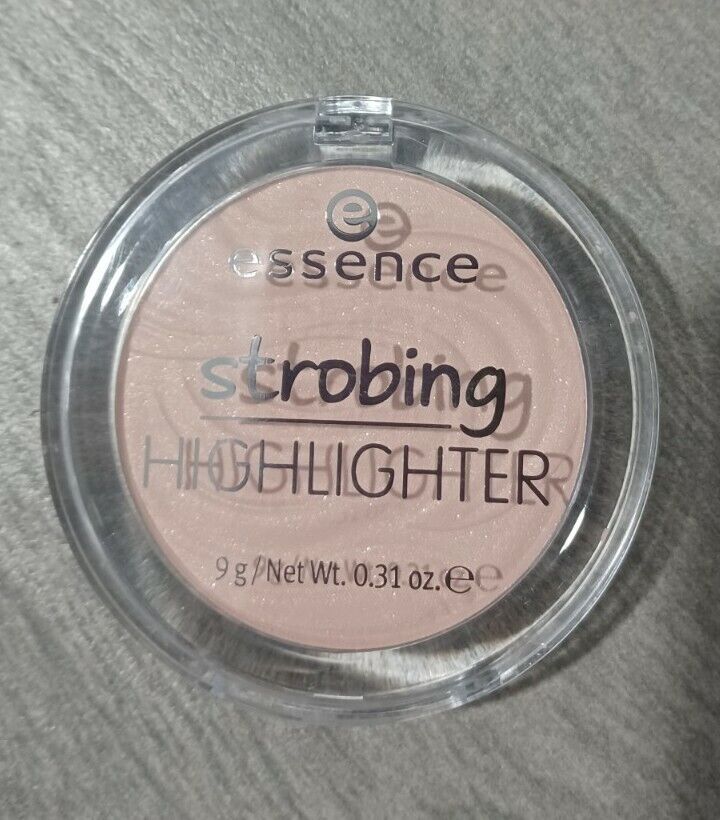 e
essence
strobing
HIGHLIGHTER
9 g / Net Wt. 0.31 oz. ℮